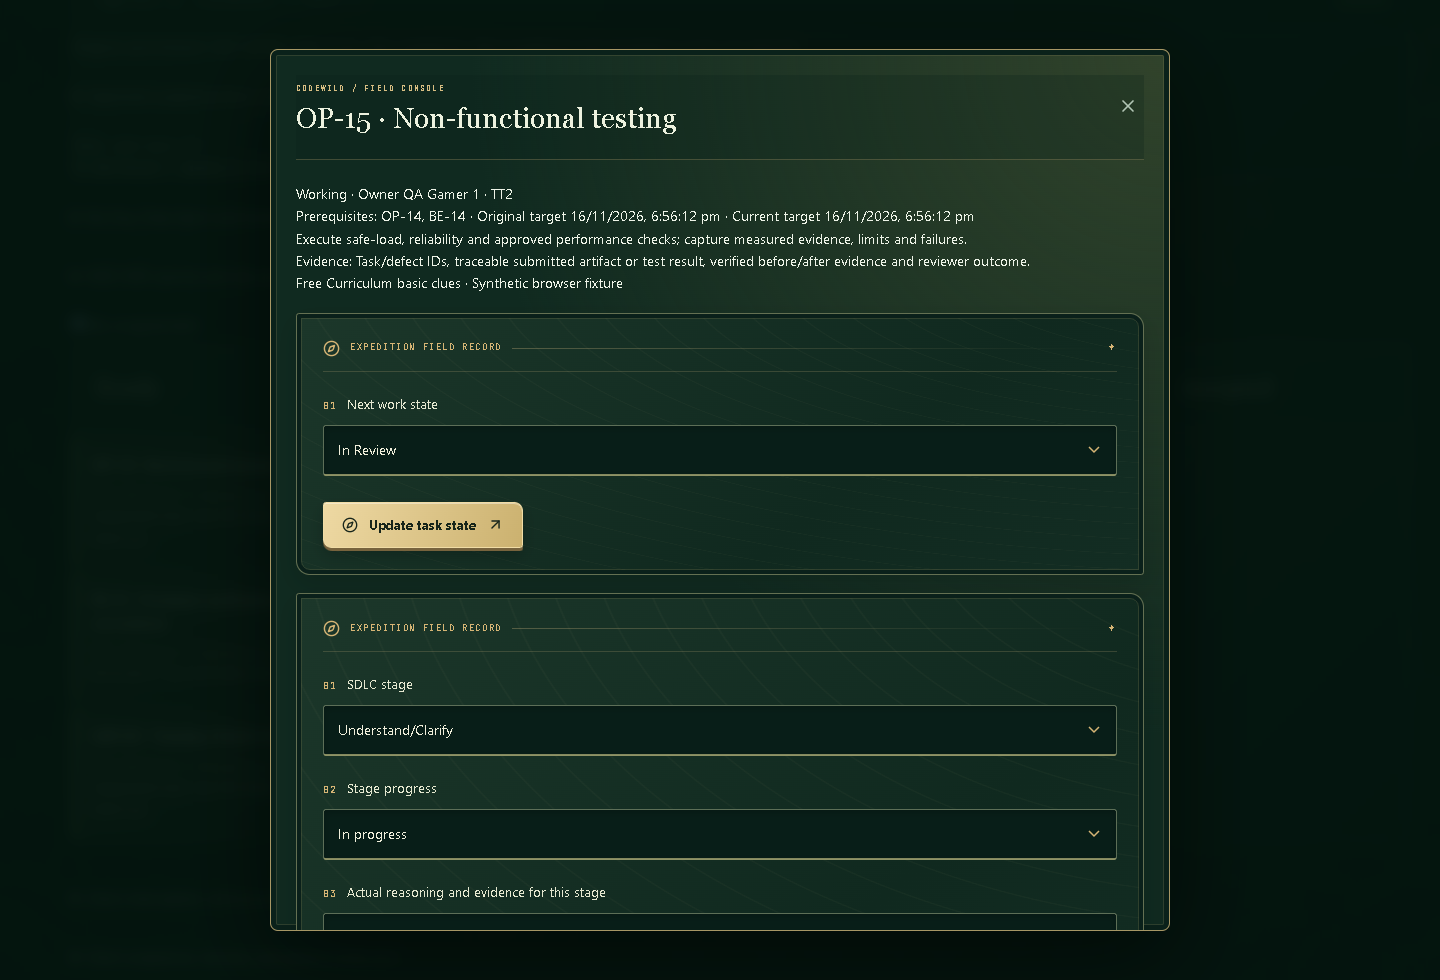 CODEWILD / FIELD CONSOLE
OP-15 · Non-functional testing
Working · Owner QA Gamer 1 · TT2
Prerequisites: OP-14, BE-14 · Original target 16/11/2026, 6:56:12 pm · Current target 16/11/2026, 6:56:12 pm
Execute safe-load, reliability and approved performance checks; capture measured evidence, limits and failures.
Evidence: Task/defect IDs, traceable submitted artifact or test result, verified before/after evidence and reviewer outcome.
Free Curriculum basic clues · Synthetic browser fixture
EXPEDITION FIELD RECORD
01 Next work state
In Review
Update task state
EXPEDITION FIELD RECORD
01 SDLC stage
Understand/Clarify
02 Stage progress
In progress
03 Actual reasoning and evidence for this stage